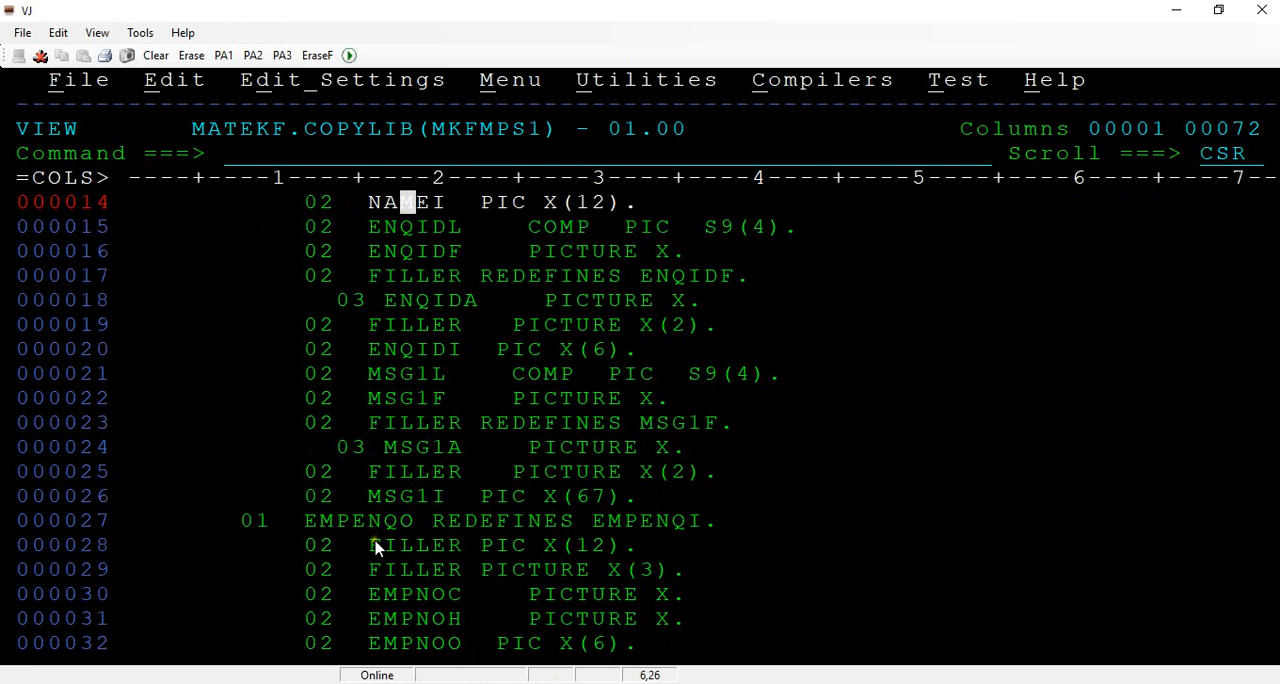 VJ
File Edit View Tools Help
Clear Erase PA1 PA2 PA3 EraseF
File Edit Edit_Settings Menu Utilities Compilers Test Help
VIEW MATEKF.COPYLIB(MKFMPS1) - 01.00 Columns 00001 00072
Command ===> Scroll ===> CSR
=COLS> ----+----1----+----2----+----3----+----4----+----5----+----6----+----7--
000014 02 NAMEI PIC X(12).
000015 02 ENQIDL COMP PIC S9(4).
000016 02 ENQIDF PICTURE X.
000017 02 FILLER REDEFINES ENQIDF.
000018 03 ENQIDA PICTURE X.
000019 02 FILLER PICTURE X(2).
000020 02 ENQIDI PIC X(6).
000021 02 MSG1L COMP PIC S9(4).
000022 02 MSG1F PICTURE X.
000023 02 FILLER REDEFINES MSG1F.
000024 03 MSG1A PICTURE X.
000025 02 FILLER PICTURE X(2).
000026 02 MSG1I PIC X(67).
000027 01 EMPENQO REDEFINES EMPENQI.
000028 02 FILLER PIC X(12).
000029 02 FILLER PICTURE X(3).
000030 02 EMPNOC PICTURE X.
000031 02 EMPNOH PICTURE X.
000032 02 EMPNOO PIC X(6).
Online 6,26